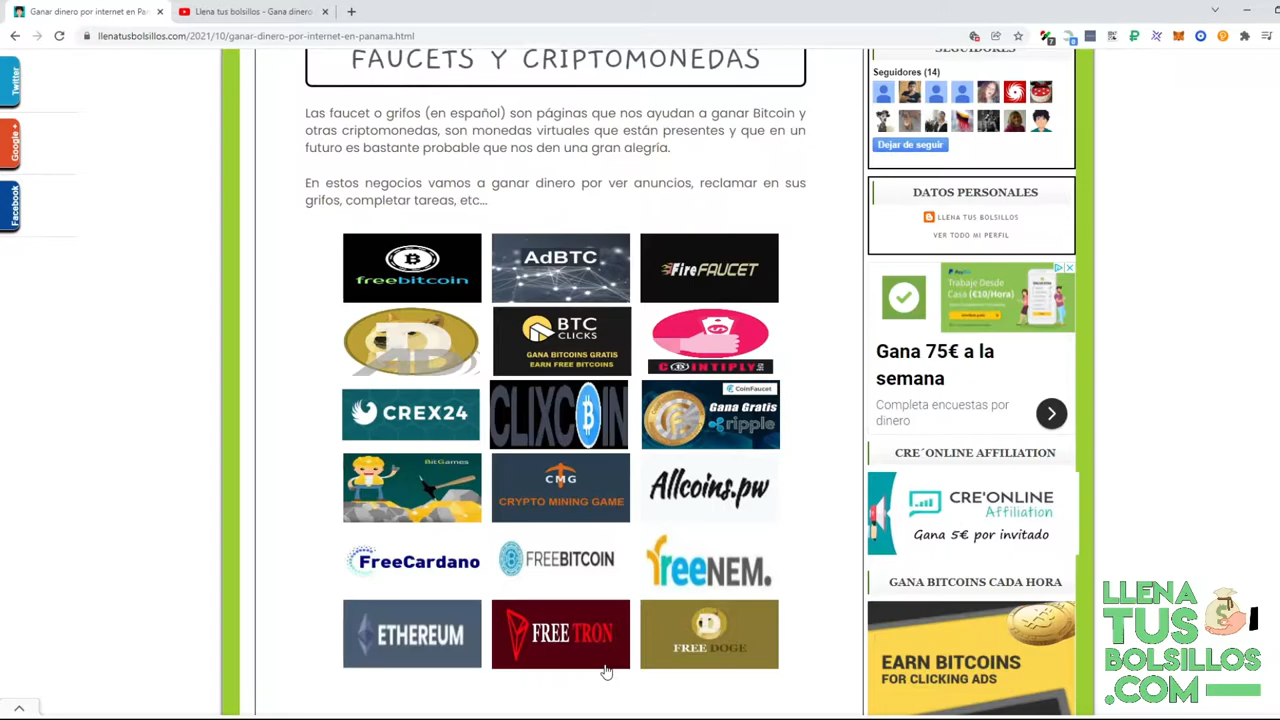 Ganar dinero por internet en Pa
Llena tus bolsillos - Gana dinero
llenatusbolsillos.com/2021/10/ganar-dinero-por-internet-en-panama.html
Twitter
Google +
Facebook
FAUCETS Y CRIPTOMONEDAS
Las faucet o grifos (en español) son páginas que nos ayudan a ganar Bitcoin y
otras criptomonedas, son monedas virtuales que están presentes y que en un
futuro es bastante probable que nos den una gran alegría.
En estos negocios vamos a ganar dinero por ver anuncios, reclamar en sus
grifos, completar tareas, etc...
freebitcoin
AdBTC
FireFAUCET
AD
BTC
CLICKS
GANA BITCOINS GRATIS
EARN FREE BITCOINS
COINTIPLY
CREX24
CLIXCOIN
CoinFaucet
Gana Gratis
ripple
BitGames
CMG
CRYPTO MINING GAME
Allcoins.pw
FreeCardano
FREEBITCOIN
freeNEM.
ETHEREUM
FREE TRON
FREE DOGE
SEGUIDORES
Seguidores (14)
Dejar de seguir
DATOS PERSONALES
LLENA TUS BOLSILLOS
VER TODO MI PERFIL
PayPal
Trabaje Desde
Casa (€10/Hora)
Gana 75€ a la
semana
Completa encuestas por
dinero
CRE´ONLINE AFFILIATION
CRE'ONLINE
Affiliation
Gana 5€ por invitado
GANA BITCOINS CADA HORA
EARN BITCOINS
FOR CLICKING ADS
LLENA
TUS
BOLSILLOS
.COM